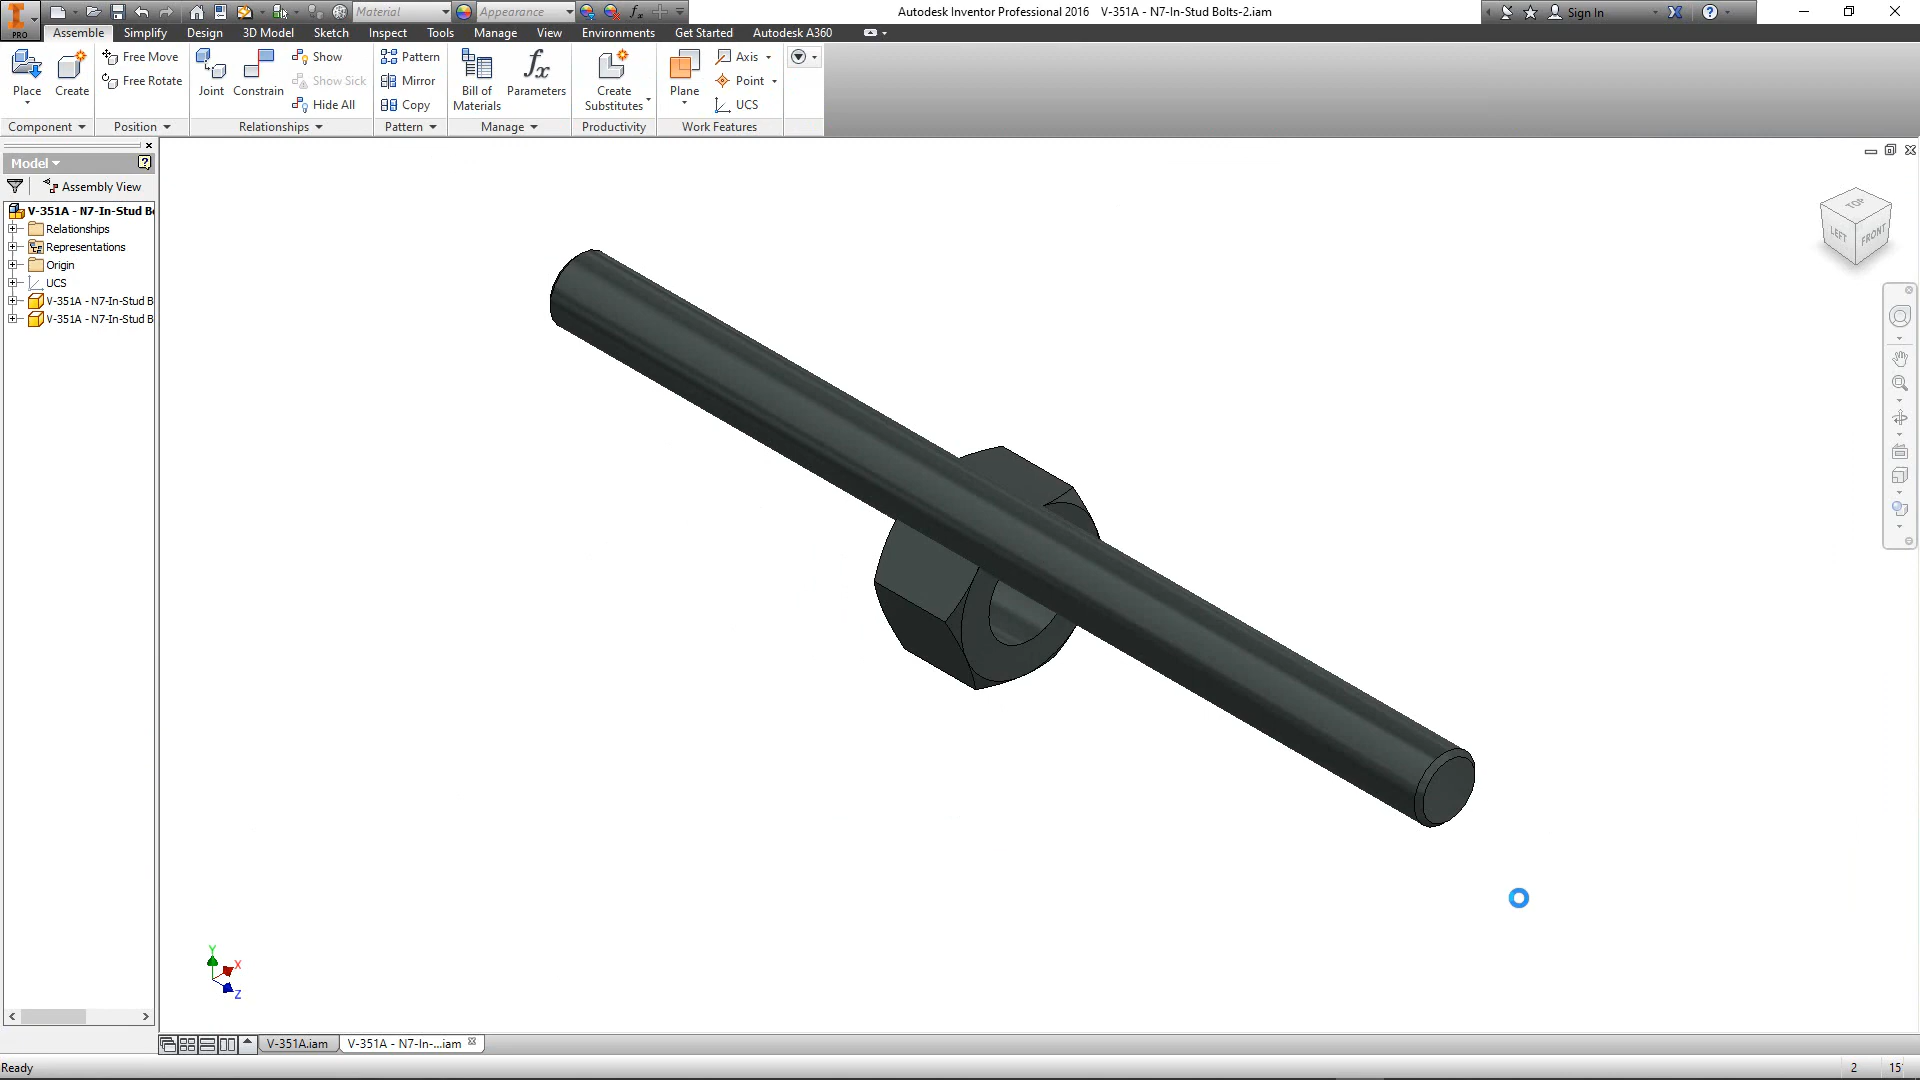 Material
Appearance
fx
Autodesk Inventor Professional 2016 V-351A - N7-In-Stud Bolts-2.iam
Sign In
PRO
Assemble Simplify Design 3D Model Sketch Inspect Tools Manage View Environments Get Started Autodesk A360
Free Move Show Pattern Axis
Free Rotate Show Sick Mirror Point
Place Create Joint Constrain Bill of Materials fx Parameters Create Substitutes Plane
Hide All Copy UCS
Component Position Relationships Pattern Manage Productivity Work Features
Model
Assembly View
V-351A - N7-In-Stud B
Relationships
Representations
Origin
UCS
V-351A - N7-In-Stud B
V-351A - N7-In-Stud B
TOP
LEFT FRONT
Y
X
Z
V-351A.iam V-351A - N7-In-...iam
Ready 2 15